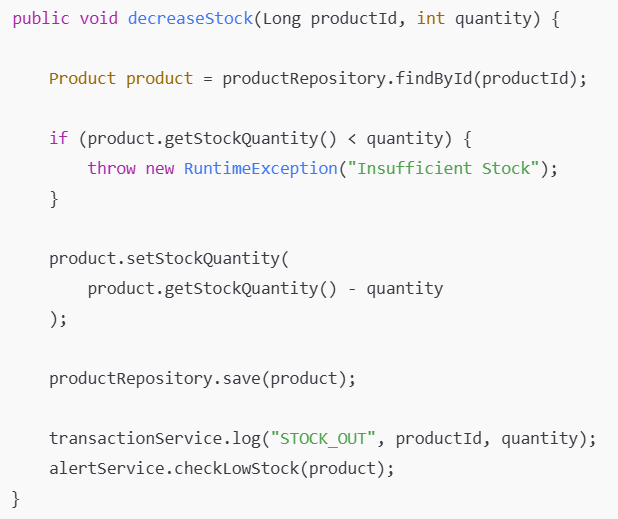 public void decreaseStock(Long productId, int quantity) {
    Product product = productRepository.findById(productId);
    if (product.getStockQuantity() < quantity) {
        throw new RuntimeException("Insufficient Stock");
    }
    product.setStockQuantity(
        product.getStockQuantity() - quantity
    );
    productRepository.save(product);
    transactionService.log("STOCK_OUT", productId, quantity);
    alertService.checkLowStock(product);
}